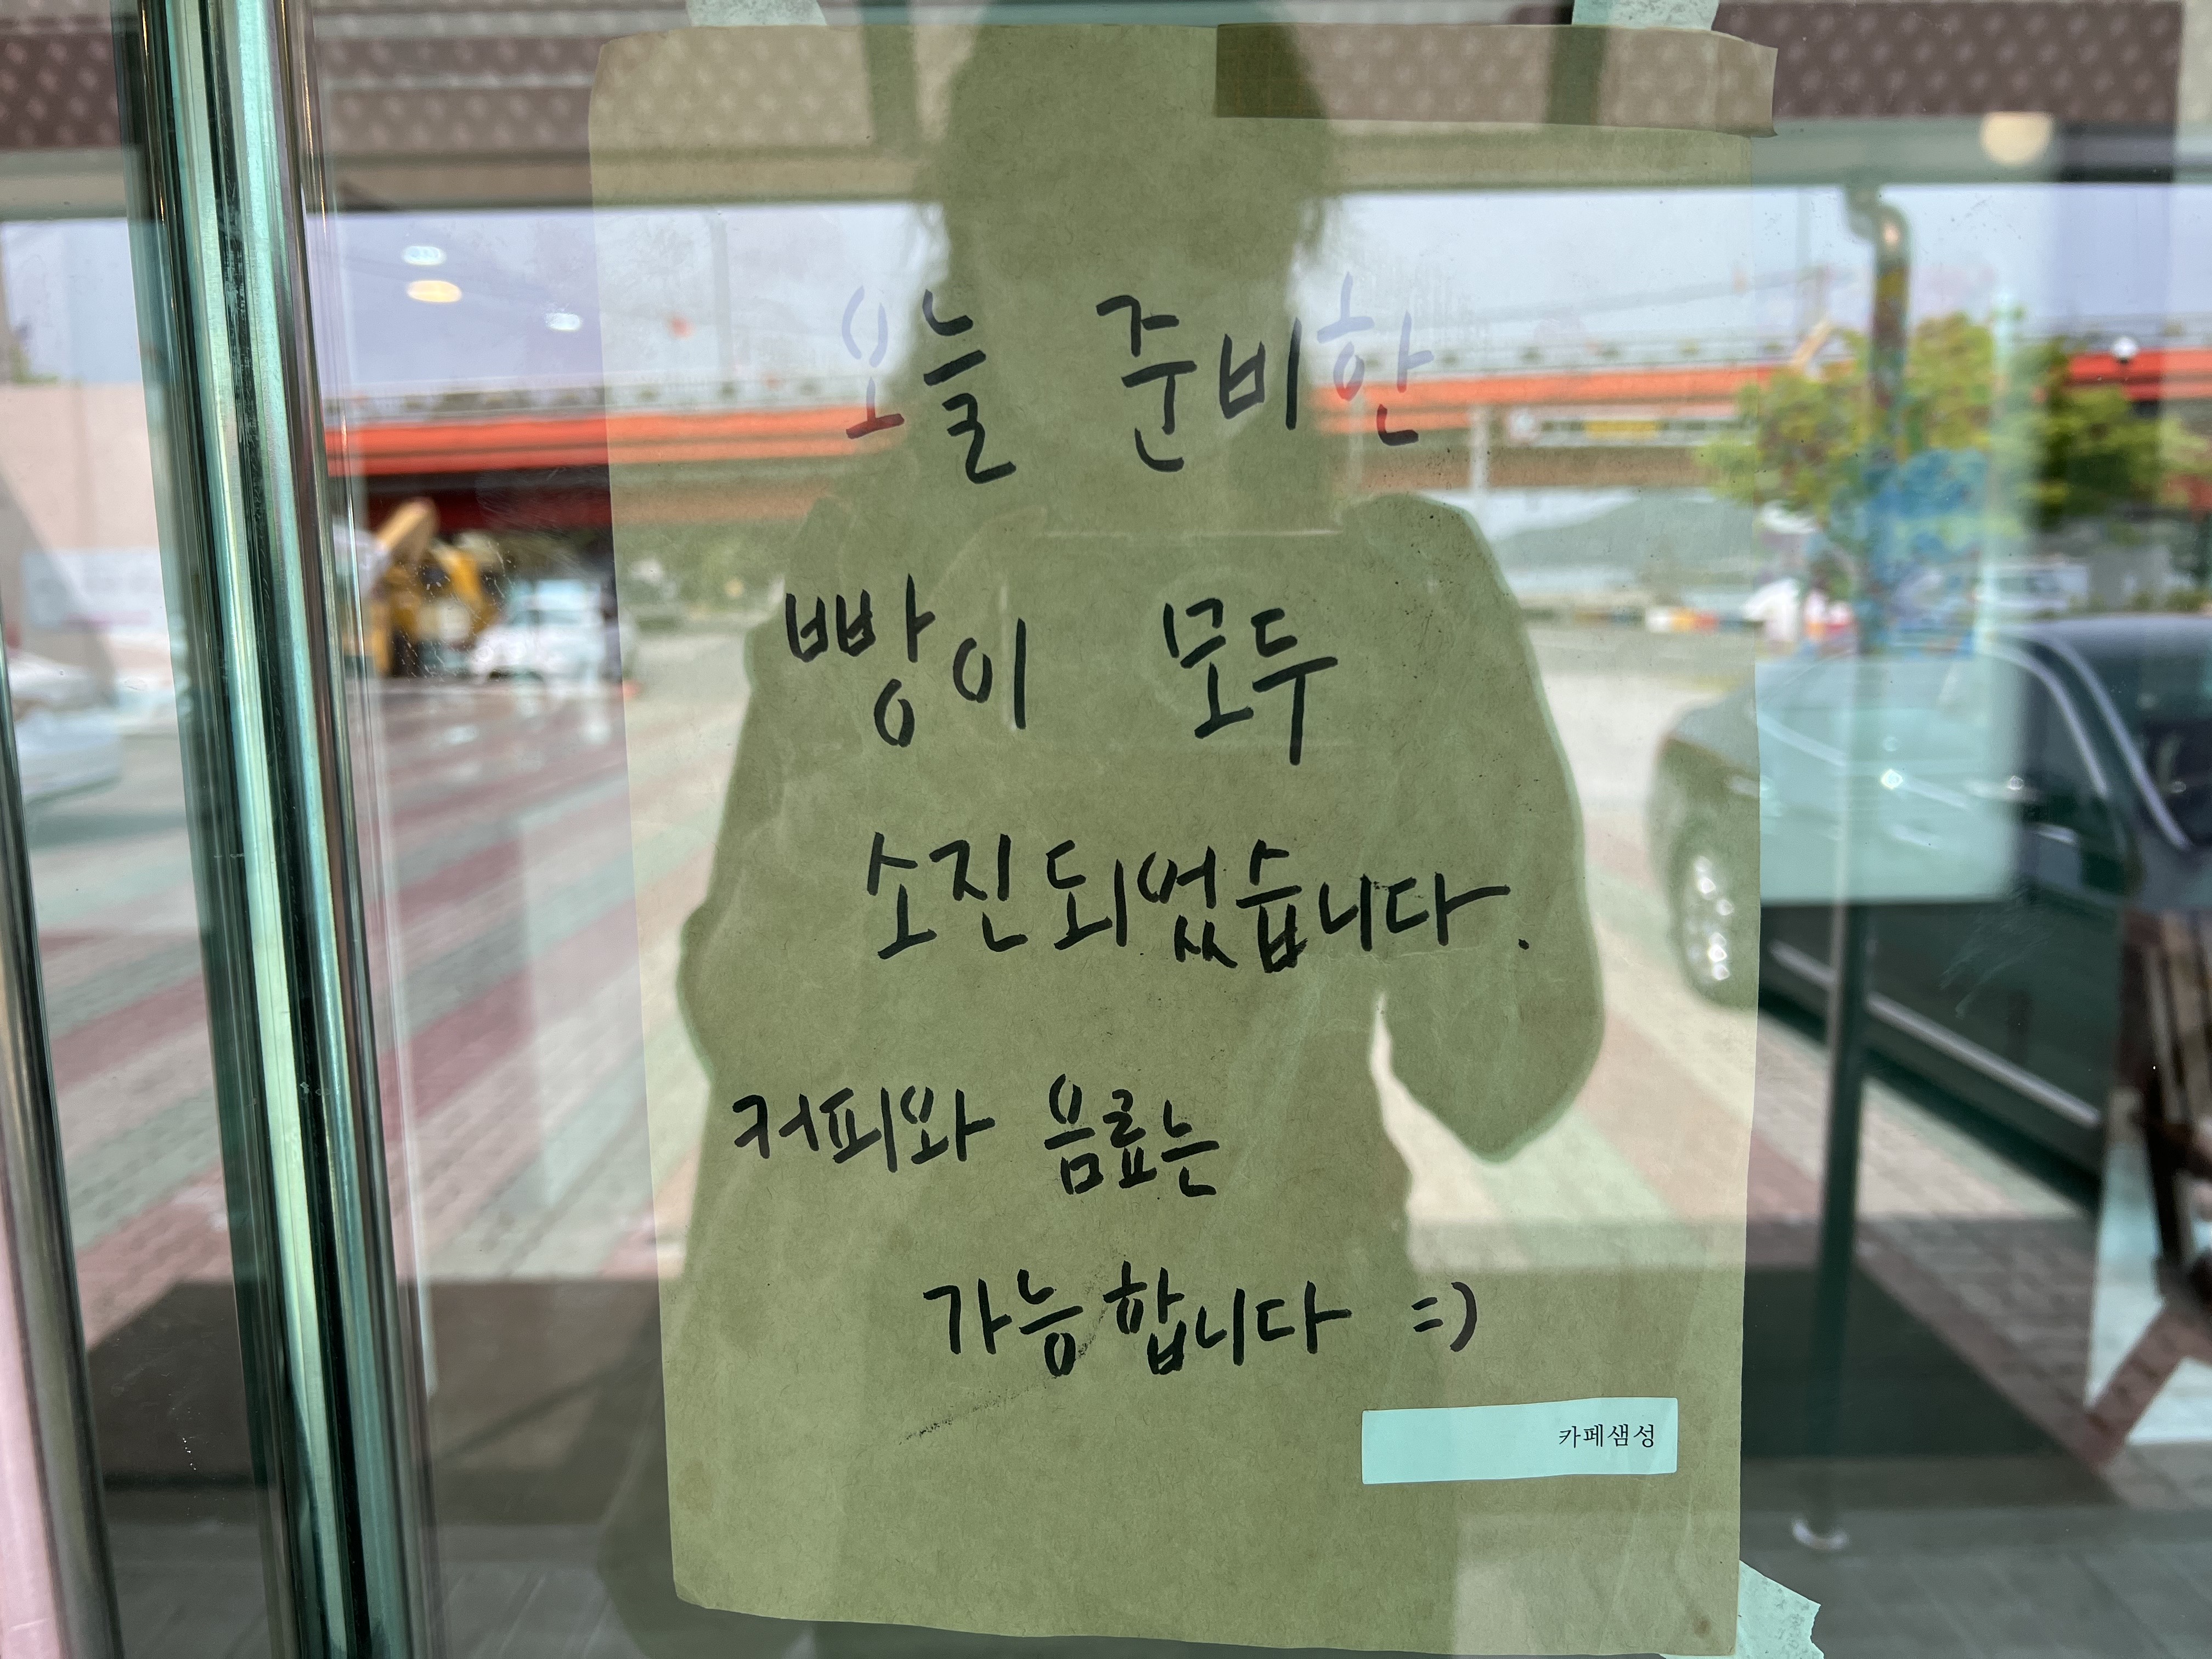 오늘 준비한
빵이 모두
소진되었습니다.
커피와 음료는
가능합니다 =)
카페샘성